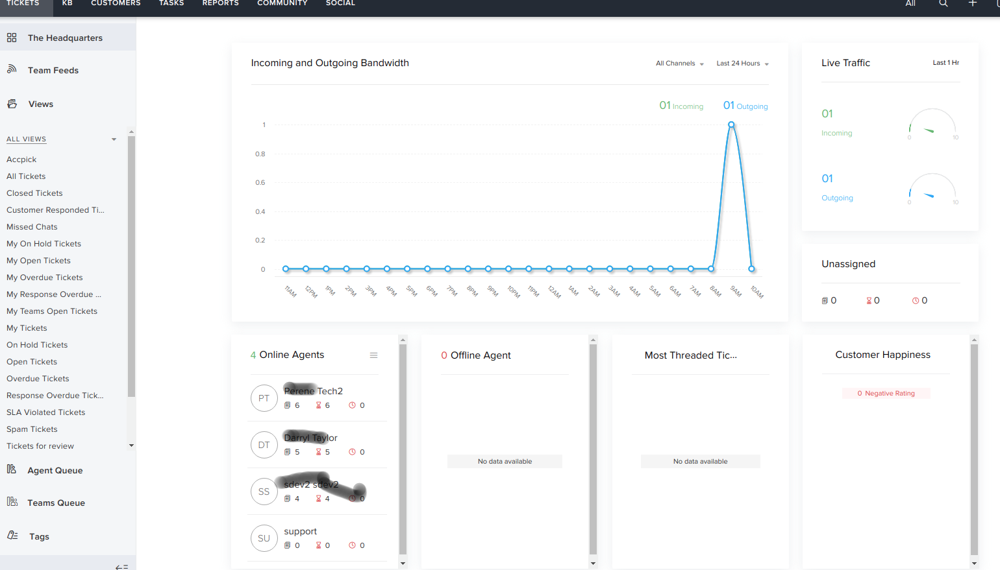 TICKETS KB CUSTOMERS TASKS REPORTS COMMUNITY SOCIAL All
The Headquarters
Team Feeds
Views
ALL VIEWS
Accpick
All Tickets
Closed Tickets
Customer Responded Ti...
Missed Chats
My On Hold Tickets
My Open Tickets
My Overdue Tickets
My Response Overdue ...
My Teams Open Tickets
My Tickets
On Hold Tickets
Open Tickets
Overdue Tickets
Response Overdue Tick...
SLA Violated Tickets
Spam Tickets
Tickets for review
Agent Queue
Teams Queue
Tags
Incoming and Outgoing Bandwidth All Channels Last 24 Hours
01 Incoming 01 Outgoing
1
0.8
0.6
0.4
0.2
0
11AM 12PM 1PM 2PM 3PM 4PM 5PM 6PM 7PM 8PM 9PM 10PM 11PM 12AM 1AM 2AM 3AM 4AM 5AM 6AM 7AM 8AM 9AM 10AM
Live Traffic Last 1 Hr
01
Incoming
0 10
01
Outgoing
0 10
Unassigned
0 0 0
4 Online Agents
PT Perene Tech2
6 6 0
DT Darryl Taylor
5 5 0
SS sdev2 sdev2
4 4 0
SU support
0 0 0
0 Offline Agent
No data available
Most Threaded Tic...
No data available
Customer Happiness
0 Negative Rating